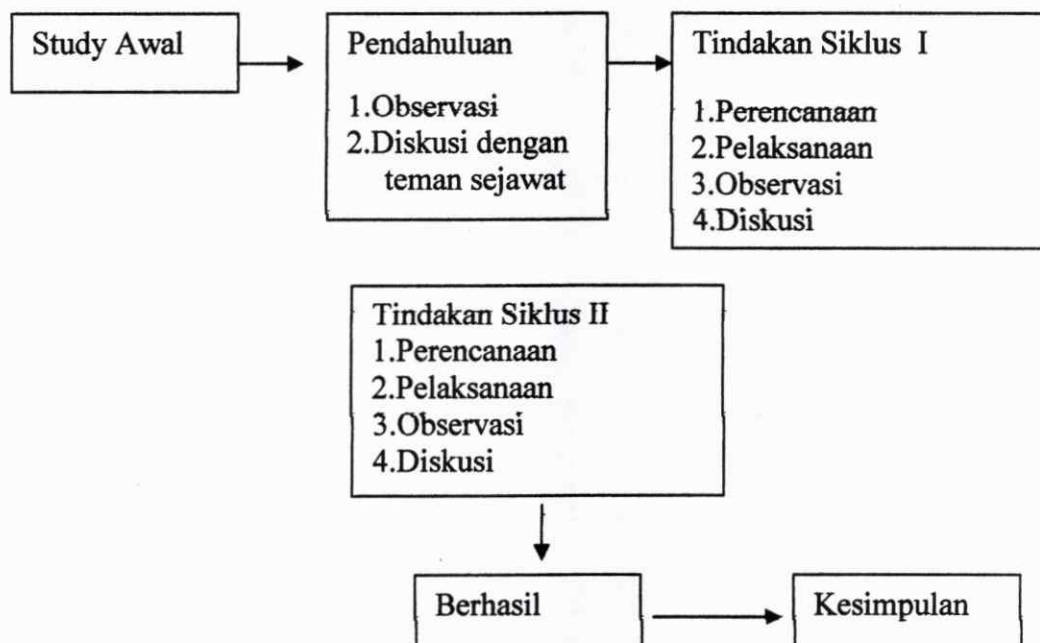 Study Awal
Pendahuluan
1.Observasi
2.Diskusi dengan
teman sejawat
Tindakan Siklus  I
1.Perencanaan
2.Pelaksanaan
3.Observasi
4.Diskusi
Tindakan Siklus II
1.Perencanaan
2.Pelaksanaan
3.Observasi
4.Diskusi
Berhasil
Kesimpulan